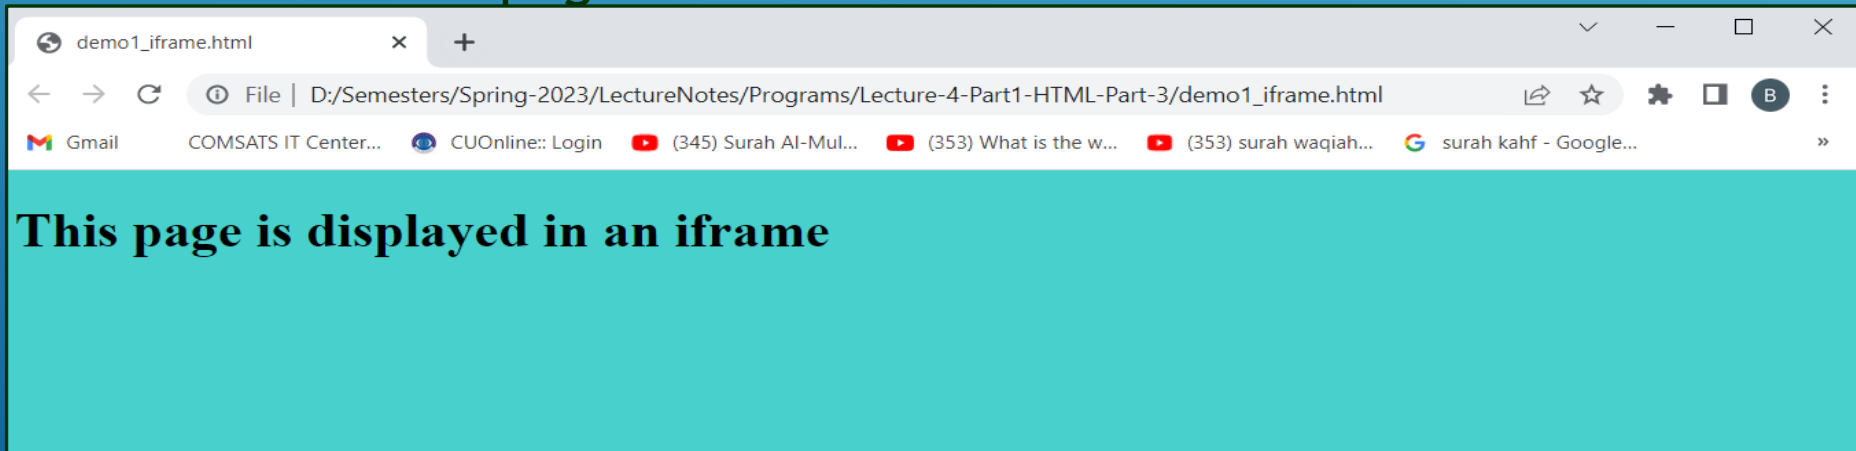 demo1_iframe.html
File | D:/Semesters/Spring-2023/LectureNotes/Programs/Lecture-4-Part1-HTML-Part-3/demo1_iframe.html
B
Gmail COMSATS IT Center... CUOnline:: Login (345) Surah Al-Mul... (353) What is the w... (353) surah waqiah... surah kahf - Google... »
This page is displayed in an iframe